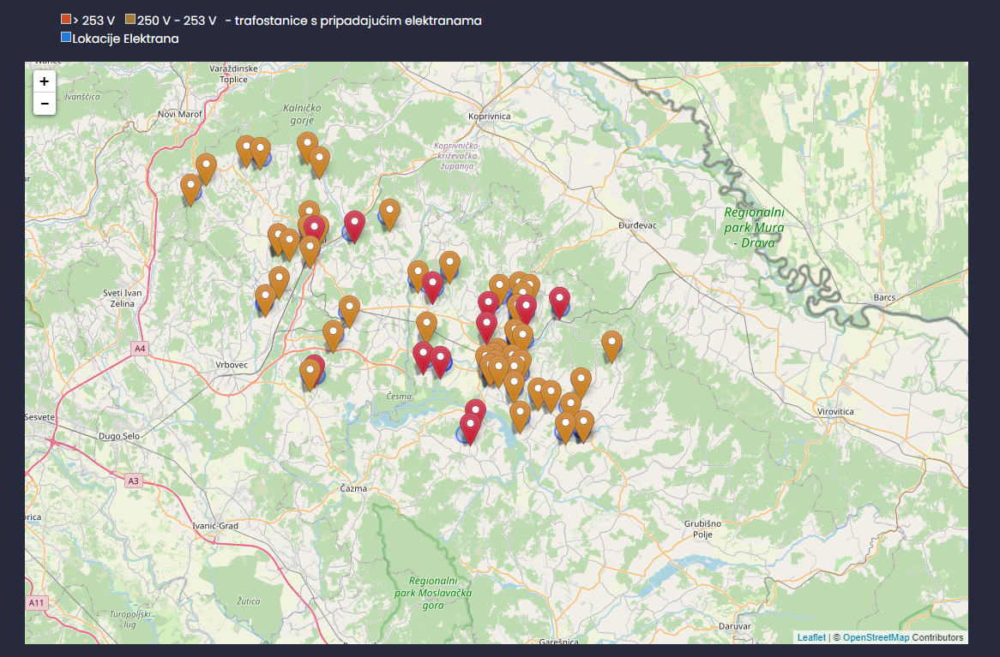 > 253 V 250 V - 253 V - trafostanice s pripadajućim elektranama
Lokacije Elektrana
+
−
Varaždinske
Toplice
Ivanščica
Novi Marof
Kalničko
gorje
Koprivnica
Koprivničko-
križevačka
županija
Đurđevac
Regionalni
park Mura
- Drava
Sveti Ivan
Zelina
Barcs
A4
Vrbovec
Česma
Sesvete
Dugo Selo
Virovitica
A3
Čazma
Ivanić-Grad
Grubišno
Polje
Regionalni
park Moslavačka
gora
Žutica
A11
Turopoljski
lug
Daruvar
Garešnica
Leaflet | © OpenStreetMap Contributors